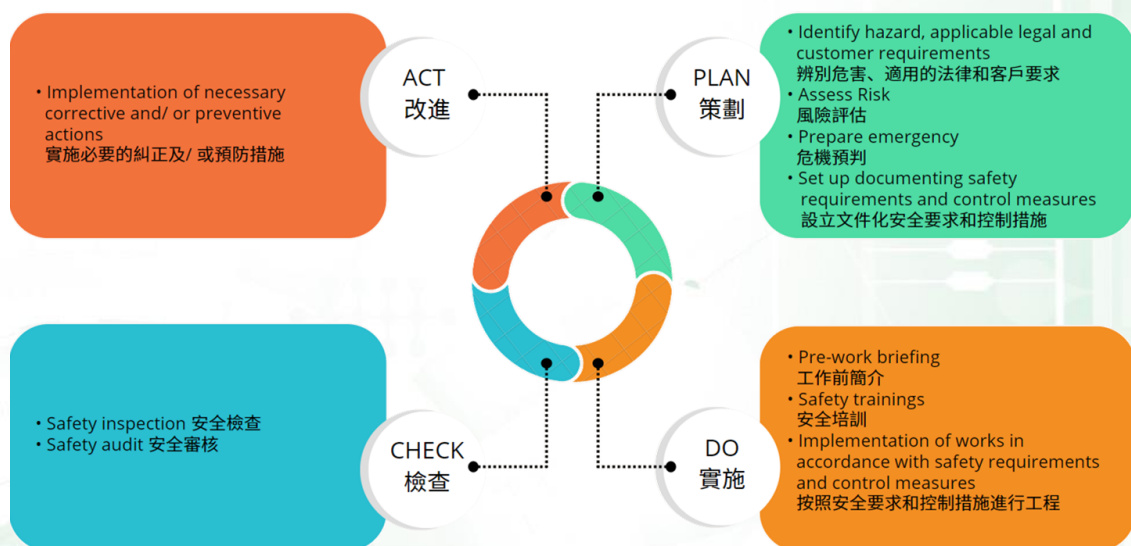 ACT
改進
• Implementation of necessary
corrective and/ or preventive
actions
實施必要的糾正及/ 或預防措施
PLAN
策劃
• Identify hazard, applicable legal and
customer requirements
辨別危害、適用的法律和客戶要求
• Assess Risk
風險評估
• Prepare emergency
危機預判
• Set up documenting safety
requirements and control measures
設立文件化安全要求和控制措施
CHECK
檢查
• Safety inspection 安全檢查
• Safety audit 安全審核
DO
實施
• Pre-work briefing
工作前簡介
• Safety trainings
安全培訓
• Implementation of works in
accordance with safety requirements
and control measures
按照安全要求和控制措施進行工程